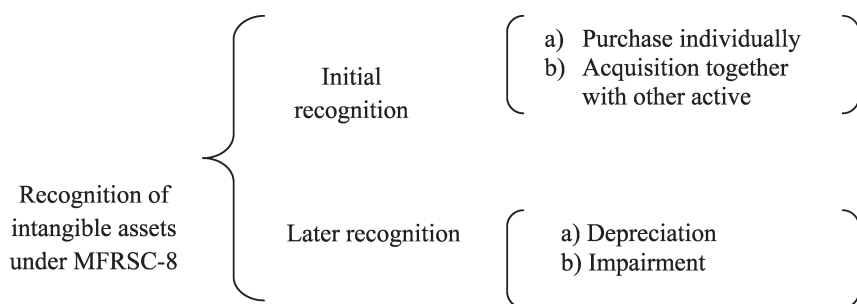 Recognition of
intangible assets
under MFRSC-8
Initial
recognition
a) Purchase individually
b) Acquisition together
with other active
Later recognition
a) Depreciation
b) Impairment